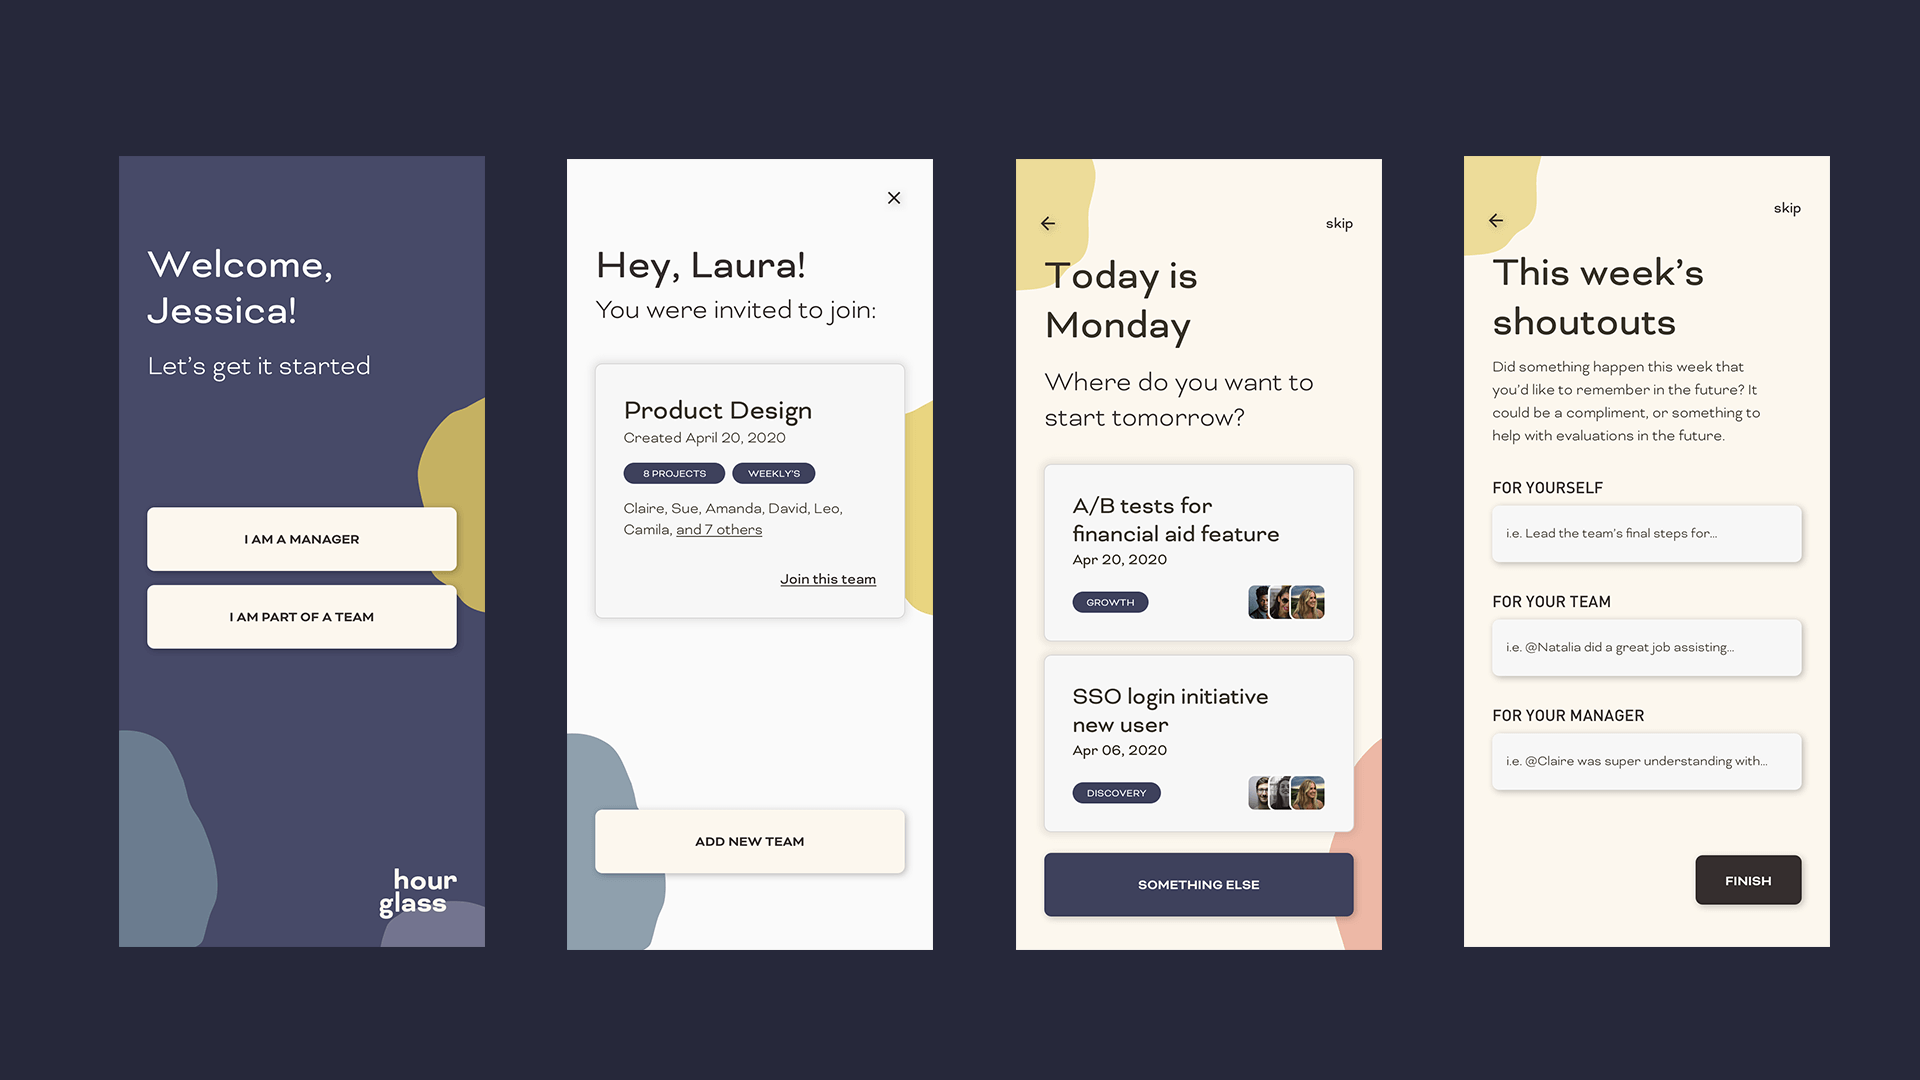 Welcome,
Jessica!
Let's get it started
I AM A MANAGER
I AM PART OF A TEAM
hour
glass
Hey, Laura!
You were invited to join:
Product Design
Created April 20, 2020
8 PROJECTS
WEEKLY'S
Claire, Sue, Amanda, David, Leo,
Camila, and 7 others
Join this team
ADD NEW TEAM
skip
Today is
Monday
Where do you want to
start tomorrow?
A/B tests for
financial aid feature
Apr 20, 2020
GROWTH
SSO login initiative
new user
Apr 06, 2020
DISCOVERY
SOMETHING ELSE
skip
This week's
shoutouts
Did something happen this week that
you'd like to remember in the future? It
could be a compliment, or something to
help with evaluations in the future.
FOR YOURSELF
i.e. Lead the team's final steps for...
FOR YOUR TEAM
i.e. @Natalia did a great job assisting...
FOR YOUR MANAGER
i.e. @Claire was super understanding with...
FINISH